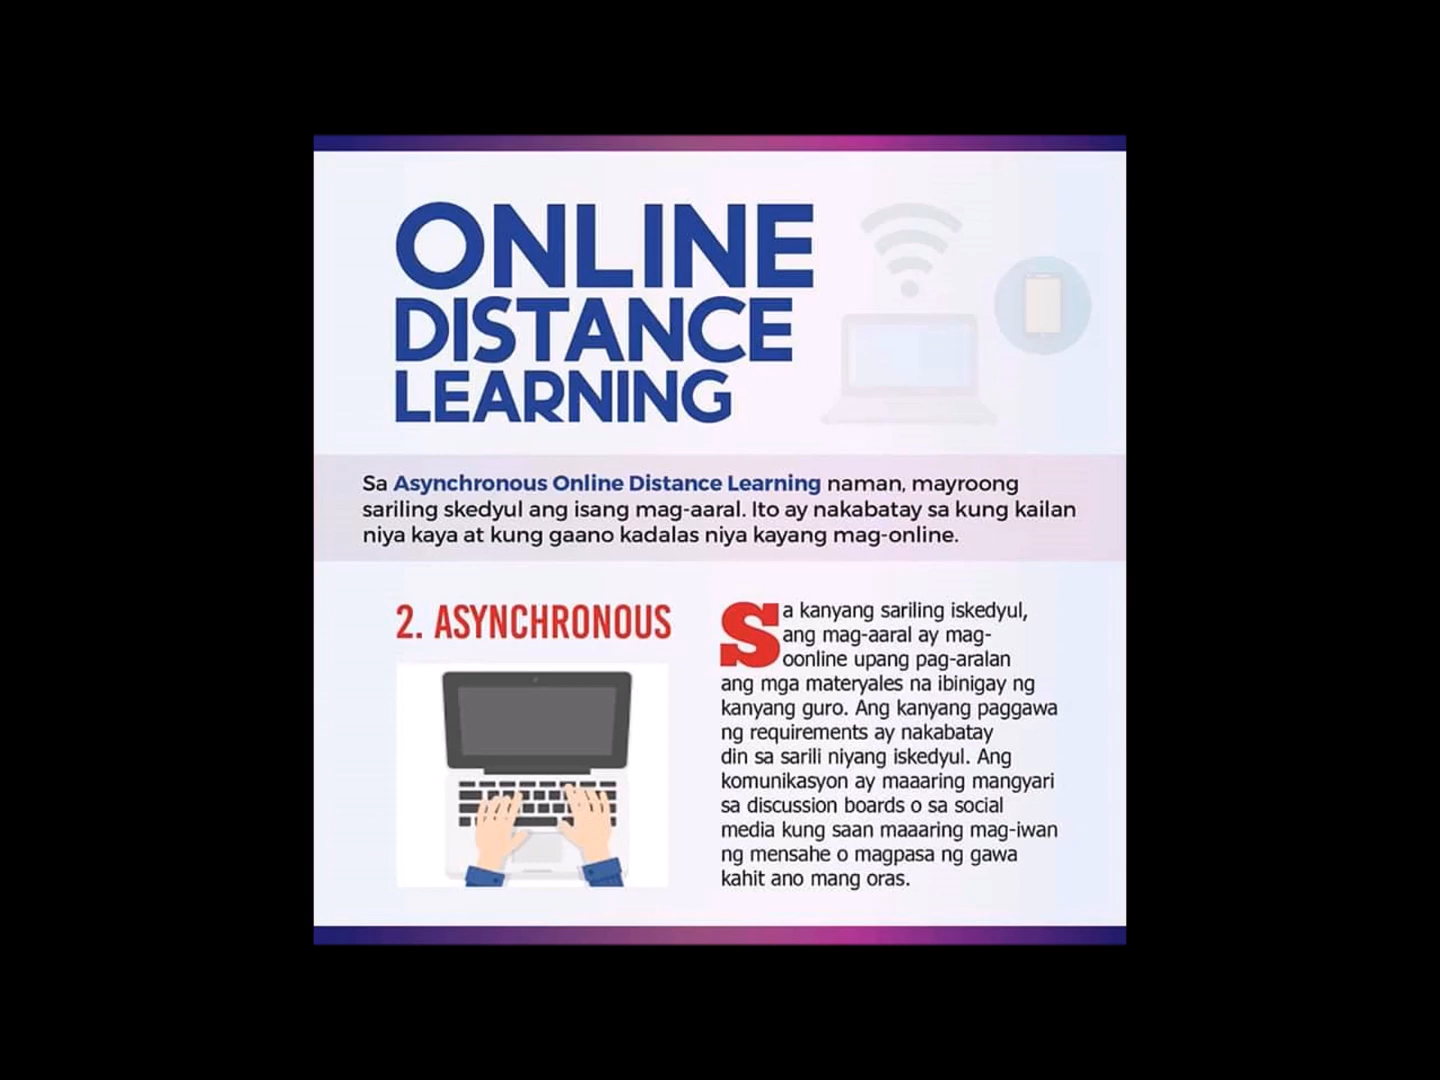 ONLINE
DISTANCE
LEARNING
Sa Asynchronous Online Distance Learning naman, mayroong
sariling skedyul ang isang mag-aaral. Ito ay nakabatay sa kung kailan
niya kaya at kung gaano kadalas niya kayang mag-online.
2. ASYNCHRONOUS
Sa kanyang sariling iskedyul,
ang mag-aaral ay mag-
oonline upang pag-aralan
ang mga materyales na ibinigay ng
kanyang guro. Ang kanyang paggawa
ng requirements ay nakabatay
din sa sarili niyang iskedyul. Ang
komunikasyon ay maaaring mangyari
sa discussion boards o sa social
media kung saan maaaring mag-iwan
ng mensahe o magpasa ng gawa
kahit ano mang oras.